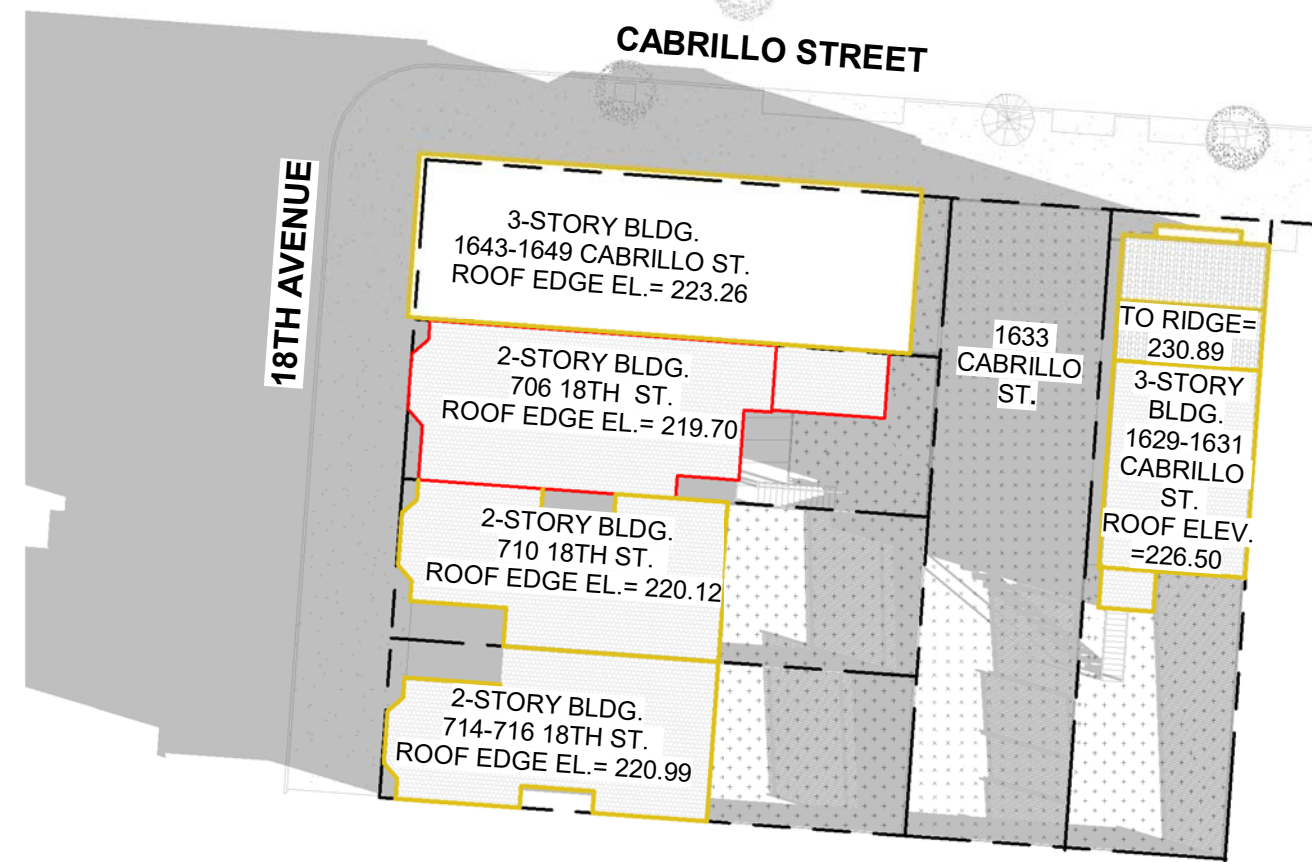 CABRILLO STREET
18TH AVENUE
3-STORY BLDG.
1643-1649 CABRILLO ST.
ROOF EDGE EL.= 223.26
2-STORY BLDG.
706 18TH ST.
ROOF EDGE EL.= 219.70
2-STORY BLDG.
710 18TH ST.
ROOF EDGE EL.= 220.12
2-STORY BLDG.
714-716 18TH ST.
ROOF EDGE EL.= 220.99
1633
CABRILLO
ST.
TO RIDGE=
230.89
3-STORY
BLDG.
1629-1631
CABRILLO
ST.
ROOF ELEV.
=226.50